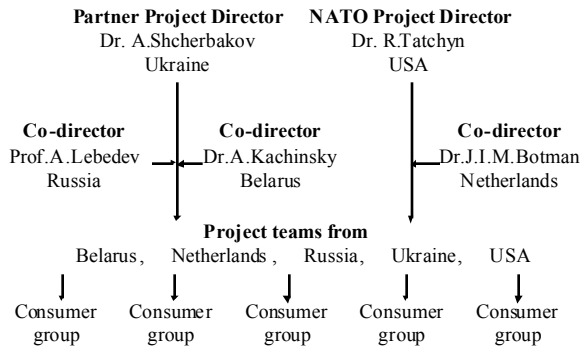 Partner Project Director NATO Project Director
Dr. A.Shcherbakov Dr. R.Tatchyn
Ukraine USA
Co-director Co-director Co-director
Prof.A.Lebedev Dr.A.Kachinsky Dr.J.I.M.Botman
Russia Belarus Netherlands
Project teams from
Belarus, Netherlands, Russia, Ukraine, USA
Consumer Consumer Consumer Consumer Consumer
group group group group group